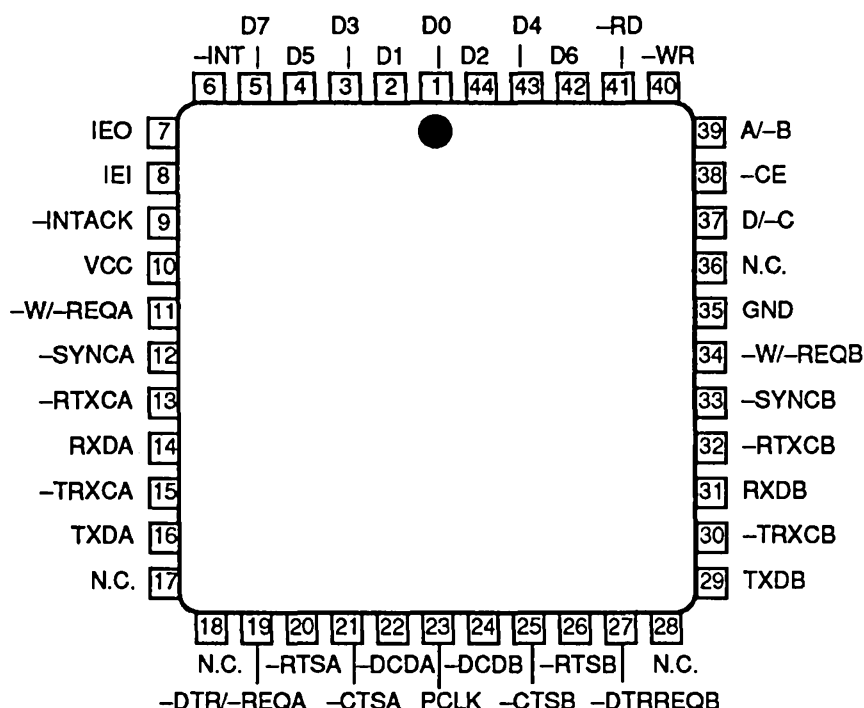 D7 D3 D0 D4 –RD
–INT D5 D1 D2 D6 –WR
6 5 4 3 2 1 44 43 42 41 40
IEO 7 39 A/–B
IEI 8 38 –CE
–INTACK 9 37 D/–C
VCC 10 36 N.C.
–W/–REQA 11 35 GND
–SYNCA 12 34 –W/–REQB
–RTXCA 13 33 –SYNCB
RXDA 14 32 –RTXCB
–TRXCA 15 31 RXDB
TXDA 16 30 –TRXCB
N.C. 17 29 TXDB
18 19 20 21 22 23 24 25 26 27 28
N.C. –RTSA –DCDA –DCDB –RTSB N.C.
–DTR/–REQA –CTSA PCLK –CTSB –DTRREQB